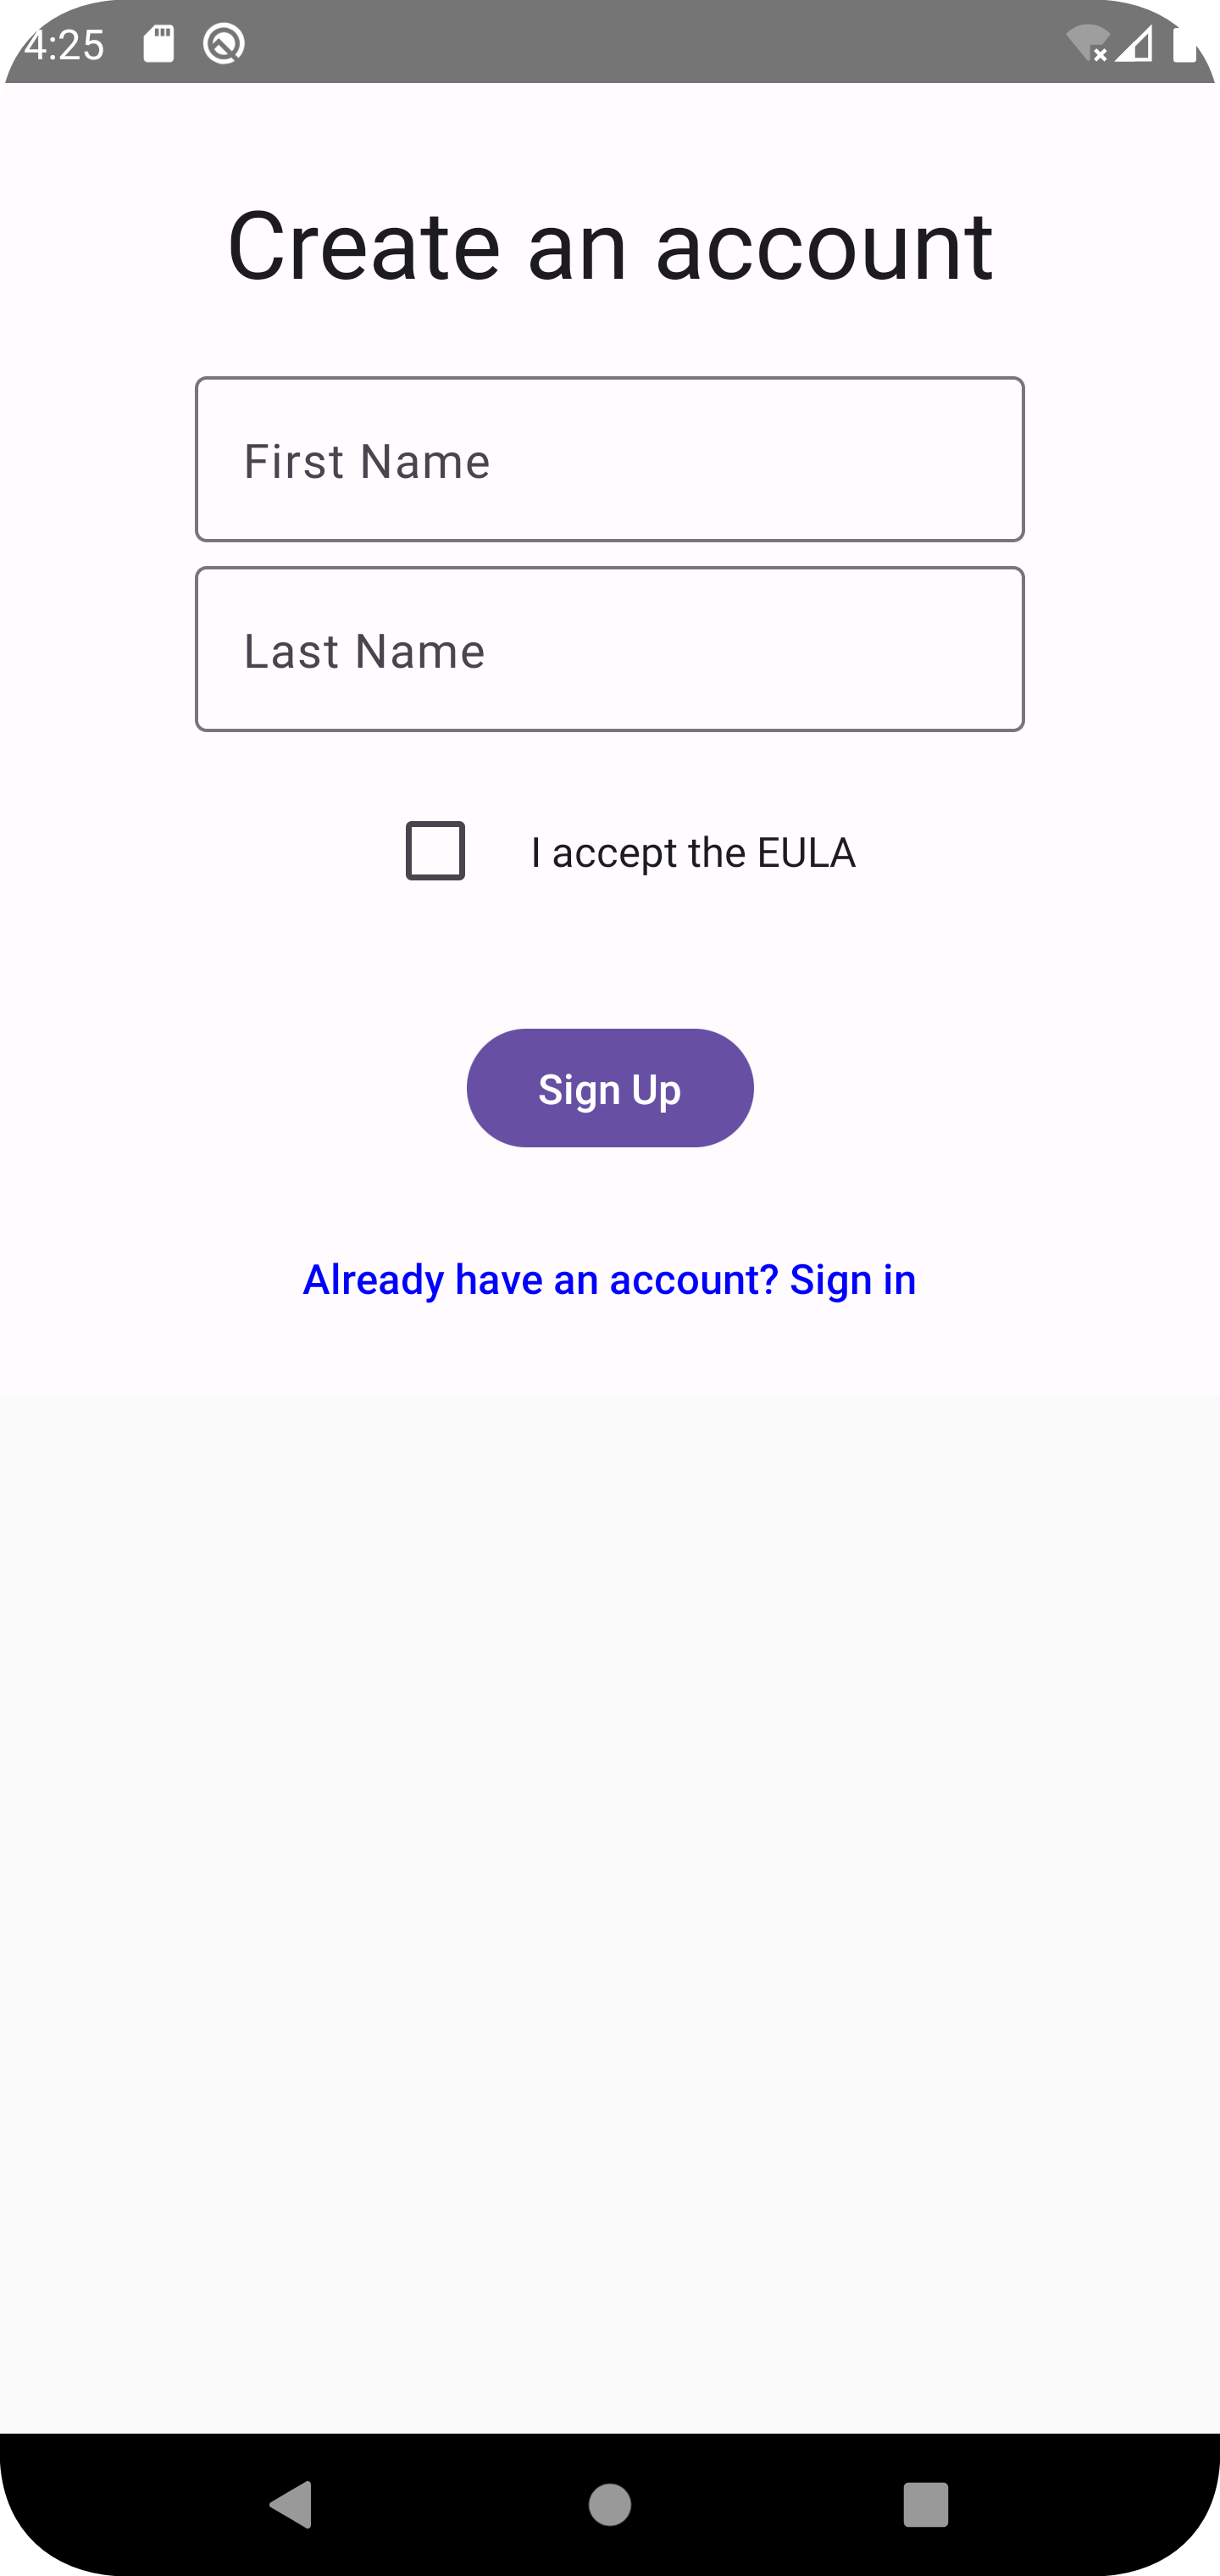 4:25
Create an account
First Name
Last Name
I accept the EULA
Sign Up
Already have an account? Sign in